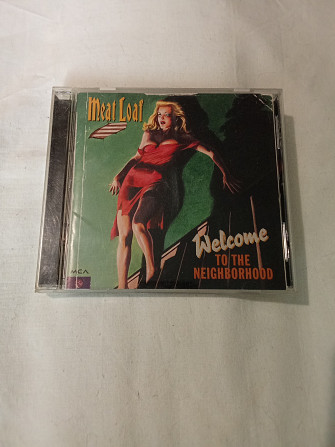 Meat Loaf
Welcome
TO THE
NEIGHBORHOOD
MCA